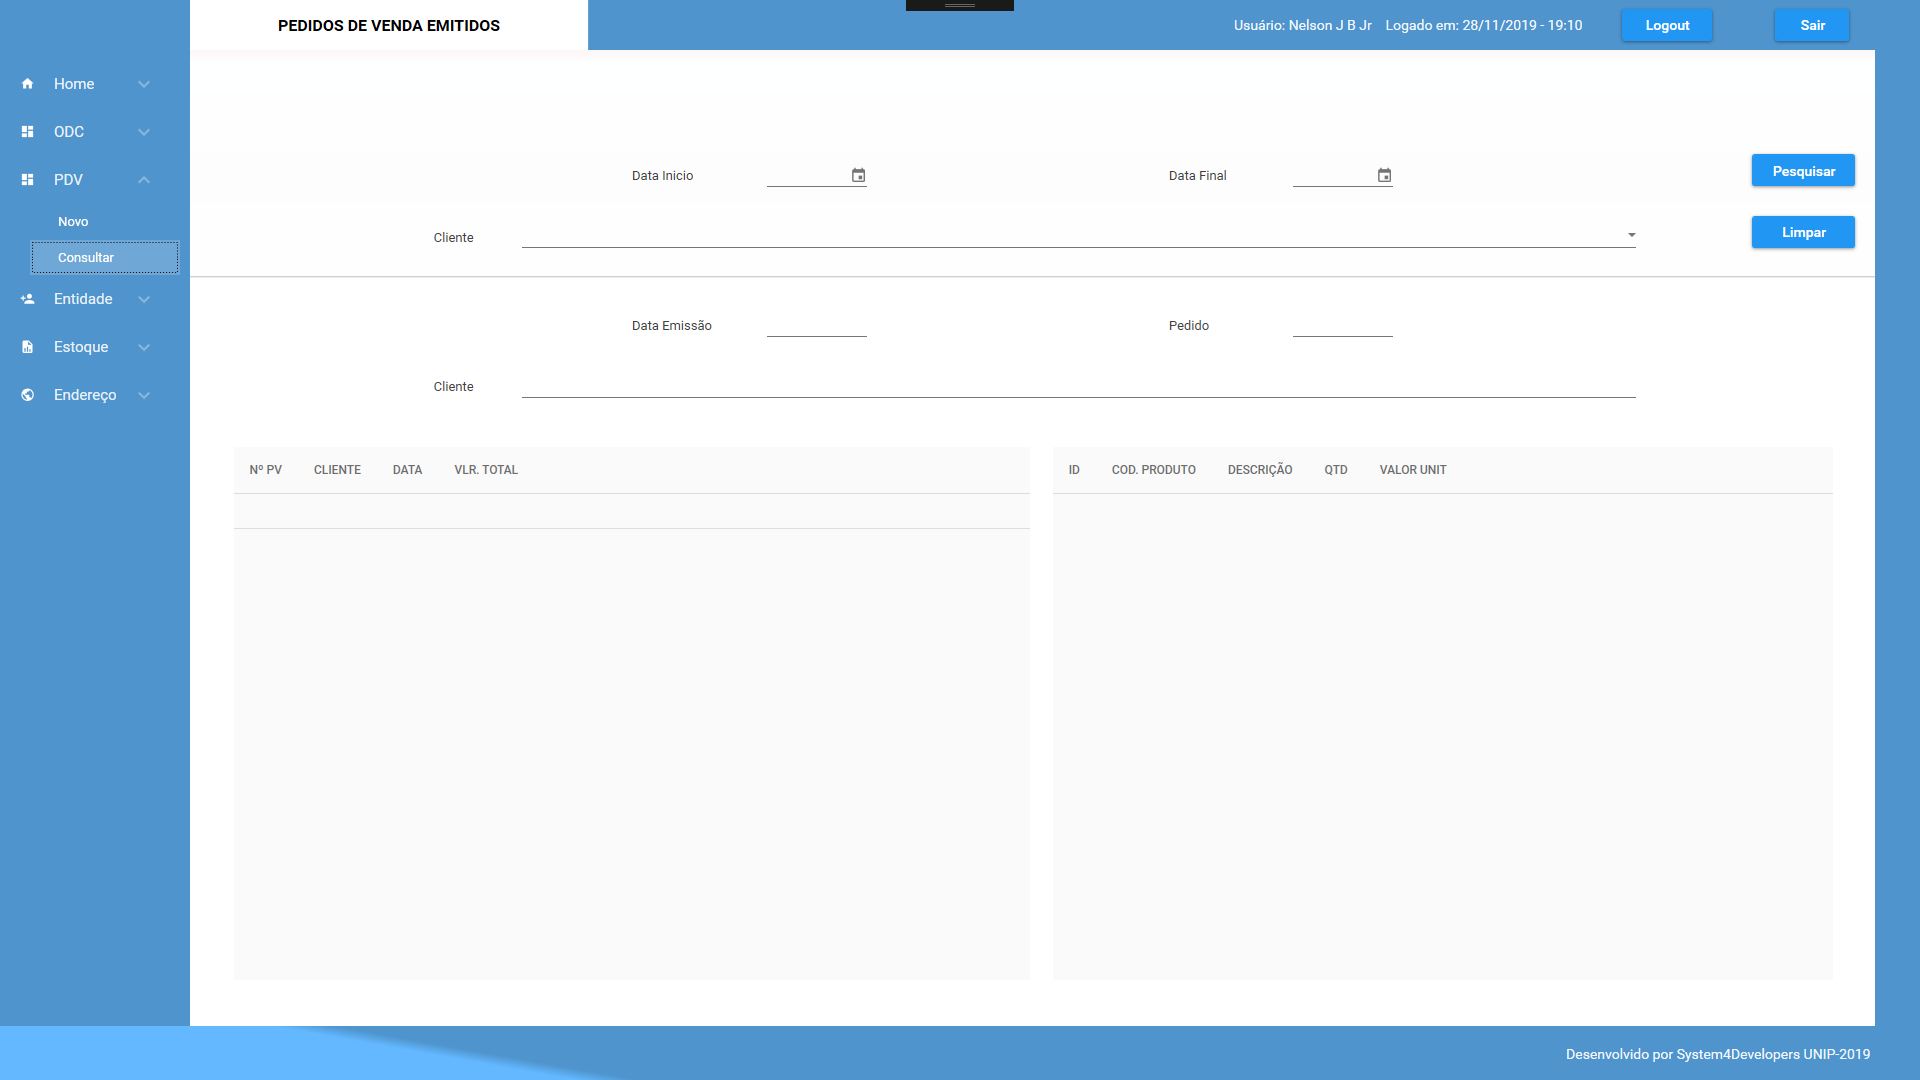 PEDIDOS DE VENDA EMITIDOS
Usuário: Nelson J B Jr Logado em: 28/11/2019 - 19:10
Logout
Sair
Home
ODC
PDV
Novo
Consultar
Entidade
Estoque
Endereço
Data Inicio
Data Final
Pesquisar
Cliente
Limpar
Data Emissão
Pedido
Cliente
Nº PV CLIENTE DATA VLR. TOTAL
ID COD. PRODUTO DESCRIÇÃO QTD VALOR UNIT
Desenvolvido por System4Developers UNIP-2019